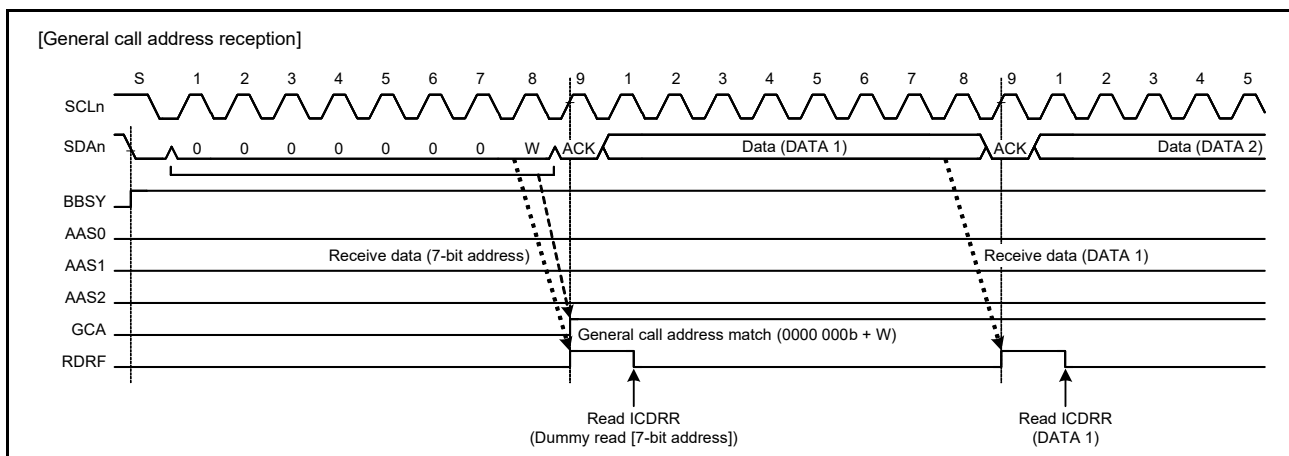 [General call address reception]
S 1 2 3 4 5 6 7 8 9 1 2 3 4 5 6 7 8 9 1 2 3 4 5
SCLn
SDAn 0 0 0 0 0 0 0 W ACK Data (DATA 1) ACK Data (DATA 2)
BBSY
AAS0
Receive data (7-bit address) Receive data (DATA 1)
AAS1
AAS2
GCA General call address match (0000 000b + W)
RDRF
Read ICDRR Read ICDRR
(Dummy read [7-bit address]) (DATA 1)